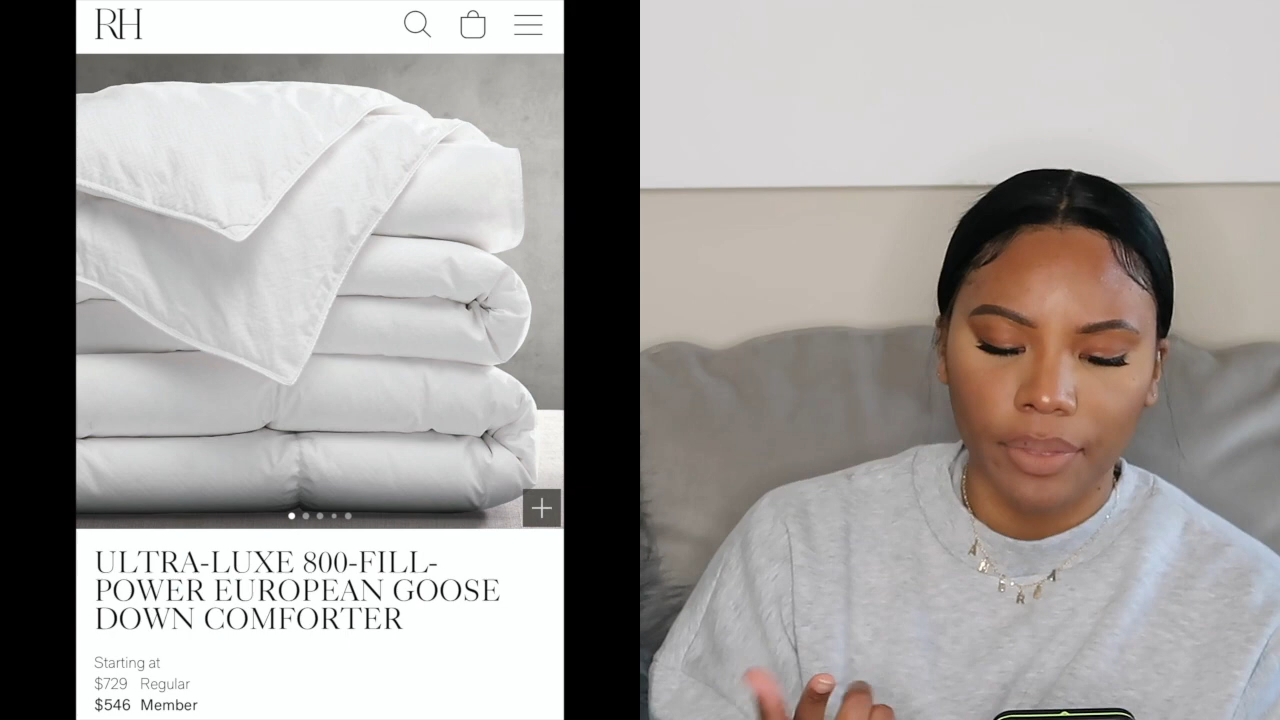 RH
ULTRA-LUXE 800-FILL-
POWER EUROPEAN GOOSE
DOWN COMFORTER
Starting at
$729 Regular
$546 Member